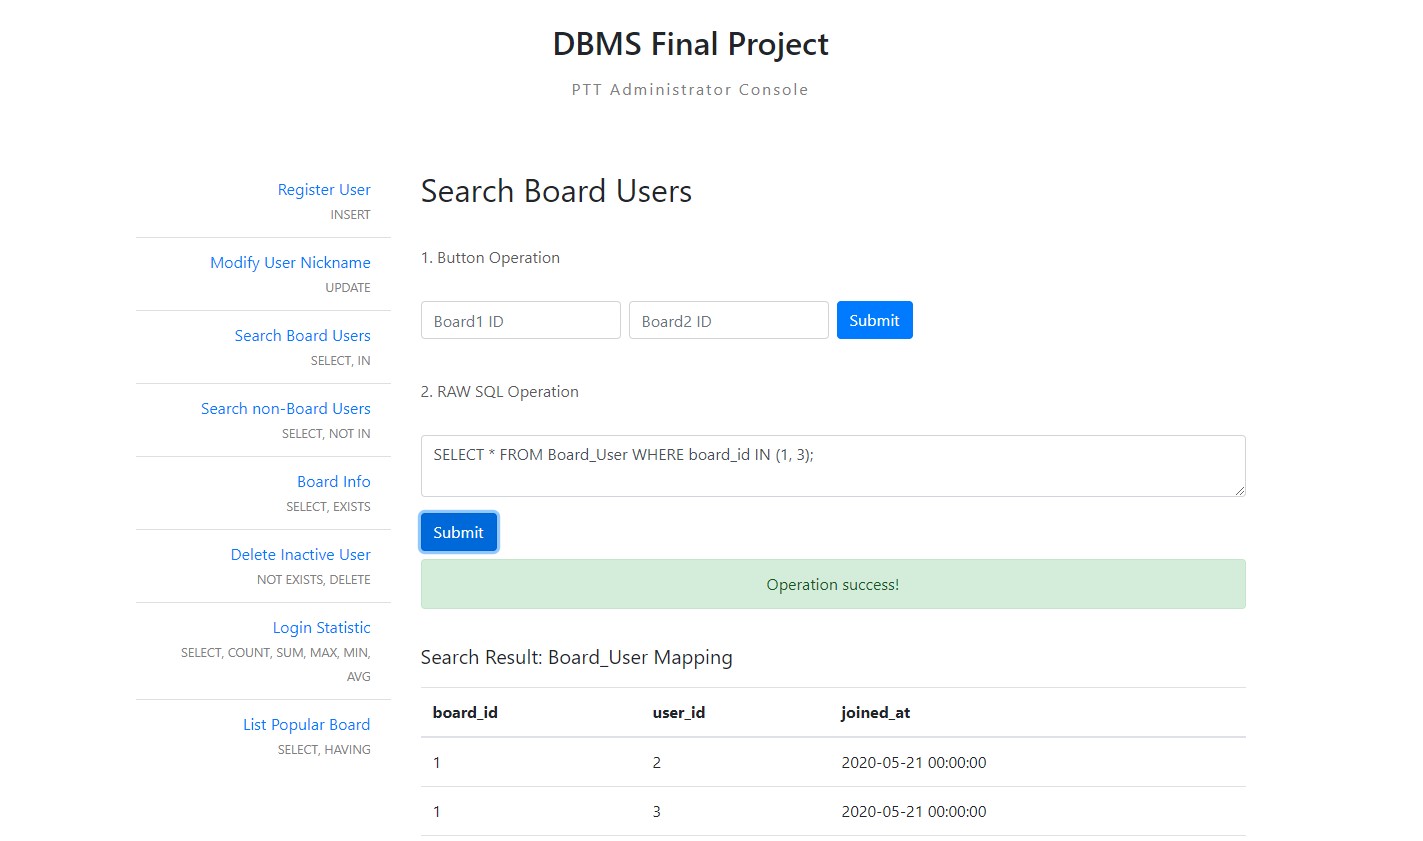 DBMS Final Project
PTT Administrator Console
Register User
INSERT
Modify User Nickname
UPDATE
Search Board Users
SELECT, IN
Search non-Board Users
SELECT, NOT IN
Board Info
SELECT, EXISTS
Delete Inactive User
NOT EXISTS, DELETE
Login Statistic
SELECT, COUNT, SUM, MAX, MIN,
AVG
List Popular Board
SELECT, HAVING
Search Board Users
1. Button Operation
Board1 ID Board2 ID Submit
2. RAW SQL Operation
SELECT * FROM Board_User WHERE board_id IN (1, 3);
Submit
Operation success!
Search Result: Board_User Mapping
board_id user_id joined_at
1 2 2020-05-21 00:00:00
1 3 2020-05-21 00:00:00